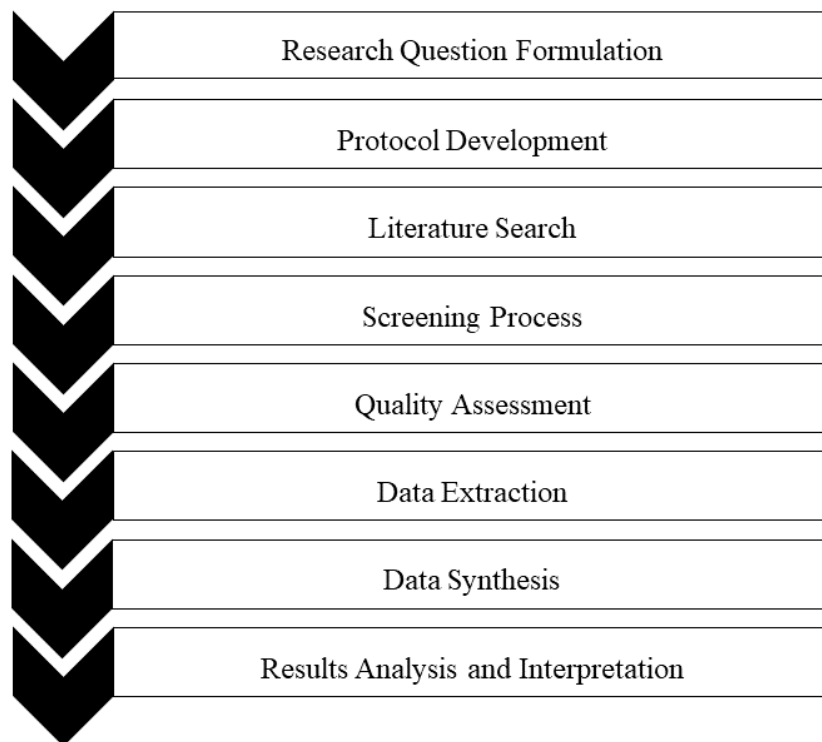 Research Question Formulation
Protocol Development
Literature Search
Screening Process
Quality Assessment
Data Extraction
Data Synthesis
Results Analysis and Interpretation